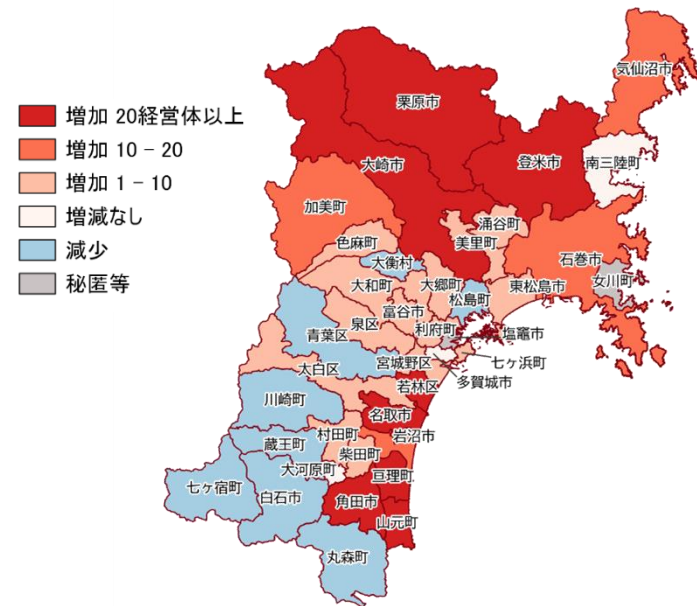 増加 20経営体以上
増加 10 – 20
増加 1 – 10
増減なし
減少
秘匿等
気仙沼市
栗原市
南三陸町
登米市
大崎市
加美町
涌谷町
美里町
色麻町
石巻市
大衡村
女川町
大和町
大郷町
東松島市
松島町
富谷市
泉区
利府町
塩竈市
青葉区
宮城野区
七ヶ浜町
太白区
若林区
多賀城市
川崎町
名取市
村田町
岩沼市
蔵王町
柴田町
大河原町
亘理町
七ヶ宿町
白石市
角田市
山元町
丸森町